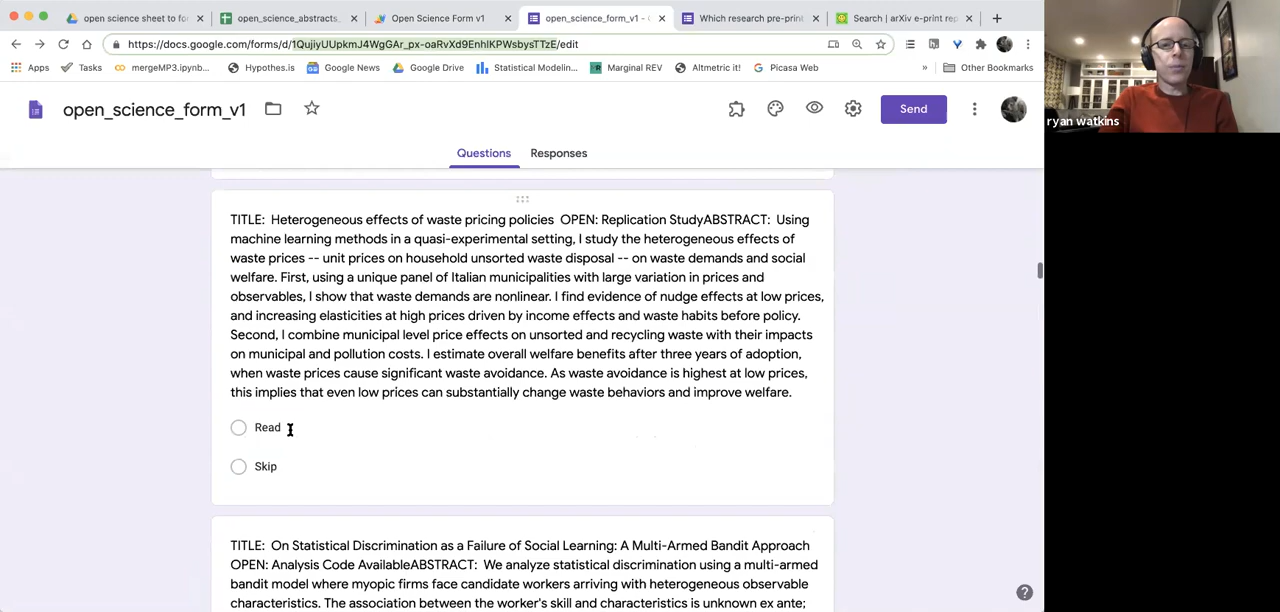 open science sheet to fo
open_science_abstracts_
Open Science Form v1
open_science_form_v1 - G
Which research pre-print
Search | arXiv e-print rep
https://docs.google.com/forms/d/1QujiyUUpkmJ4WgGAr_px-oaRvXd9EnhlKPWsbysTTzE/edit
Apps
Tasks
mergeMP3.ipynb...
Hypothes.is
Google News
Google Drive
Statistical Modelin...
Marginal REV
Altmetric it!
Picasa Web
»
Other Bookmarks
open_science_form_v1
Send
Questions
Responses
TITLE: Heterogeneous effects of waste pricing policies OPEN: Replication StudyABSTRACT: Using
machine learning methods in a quasi-experimental setting, I study the heterogeneous effects of
waste prices -- unit prices on household unsorted waste disposal -- on waste demands and social
welfare. First, using a unique panel of Italian municipalities with large variation in prices and
observables, I show that waste demands are nonlinear. I find evidence of nudge effects at low prices,
and increasing elasticities at high prices driven by income effects and waste habits before policy.
Second, I combine municipal level price effects on unsorted and recycling waste with their impacts
on municipal and pollution costs. I estimate overall welfare benefits after three years of adoption,
when waste prices cause significant waste avoidance. As waste avoidance is highest at low prices,
this implies that even low prices can substantially change waste behaviors and improve welfare.
Read
Skip
TITLE: On Statistical Discrimination as a Failure of Social Learning: A Multi-Armed Bandit Approach
OPEN: Analysis Code AvailableABSTRACT: We analyze statistical discrimination using a multi-armed
bandit model where myopic firms face candidate workers arriving with heterogeneous observable
characteristics. The association between the worker's skill and characteristics is unknown ex ante;
ryan watkins